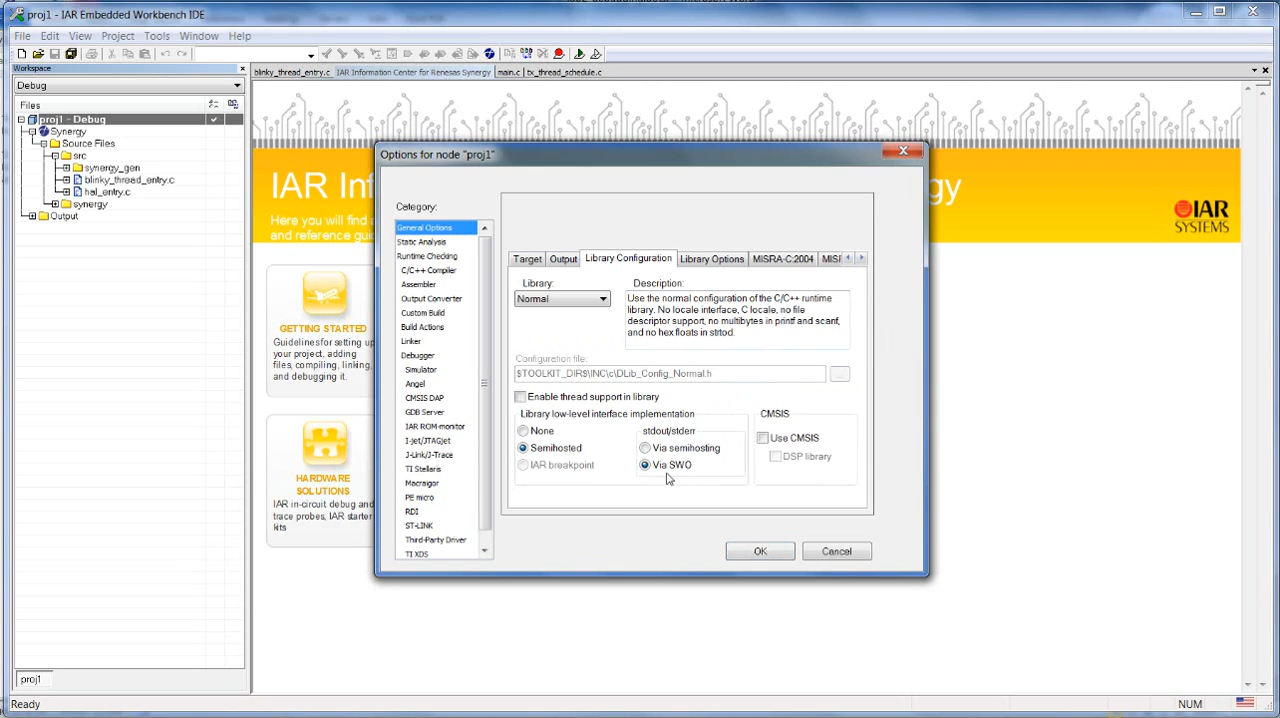 proj1 - IAR Embedded Workbench IDE
File Edit View Project Tools Window Help
Workspace
Debug
Files
proj1 - Debug
Synergy
Source Files
src
synergy_gen
blinky_thread_entry.c
hal_entry.c
synergy
Output
proj1
blinky_thread_entry.c IAR Information Center for Renesas Synergy main.c tx_thread_schedule.c
IAR Inf
gy
Here you will find a
and reference gui
IAR
SYSTEMS
GETTING STARTED
Guidelines for setting up
your project, adding
files, compiling, linking,
and debugging it.
HARDWARE
SOLUTIONS
IAR in-circuit debug and
trace probes, IAR starter
kits
Options for node "proj1"
Category:
General Options
Static Analysis
Runtime Checking
C/C++ Compiler
Assembler
Output Converter
Custom Build
Build Actions
Linker
Debugger
Simulator
Angel
CMSIS DAP
GDB Server
IAR ROM-monitor
I-jet/JTAGjet
J-Link/J-Trace
TI Stellaris
Macraigor
PE micro
RDI
ST-LINK
Third-Party Driver
TI XDS
Target Output Library Configuration Library Options MISRA-C:2004 MISI
Library:
Normal
Description:
Use the normal configuration of the C/C++ runtime
library. No locale interface, C locale, no file
descriptor support, no multibytes in printf and scanf,
and no hex floats in strtod.
Configuration file:
$TOOLKIT_DIR$\INC\c\DLib_Config_Normal.h
...
Enable thread support in library
Library low-level interface implementation
None
Semihosted
IAR breakpoint
stdout/stderr
Via semihosting
Via SWO
CMSIS
Use CMSIS
DSP library
OK Cancel
Ready
NUM